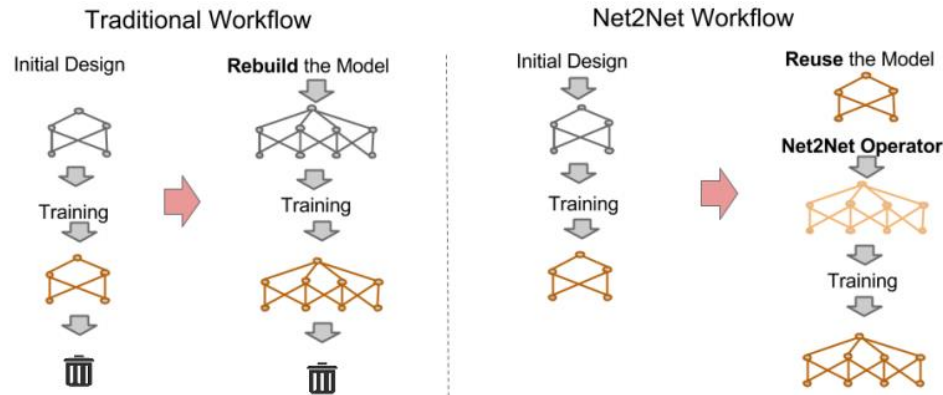 Traditional Workflow
Initial Design
Rebuild the Model
Training
Training
Net2Net Workflow
Initial Design
Reuse the Model
Net2Net Operator
Training
Training